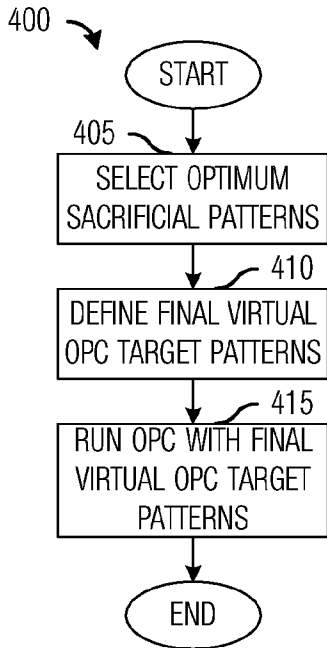 400
START
405
SELECT OPTIMUM
SACRIFICIAL PATTERNS
410
DEFINE FINAL VIRTUAL
OPC TARGET PATTERNS
415
RUN OPC WITH FINAL
VIRTUAL OPC TARGET
PATTERNS
END